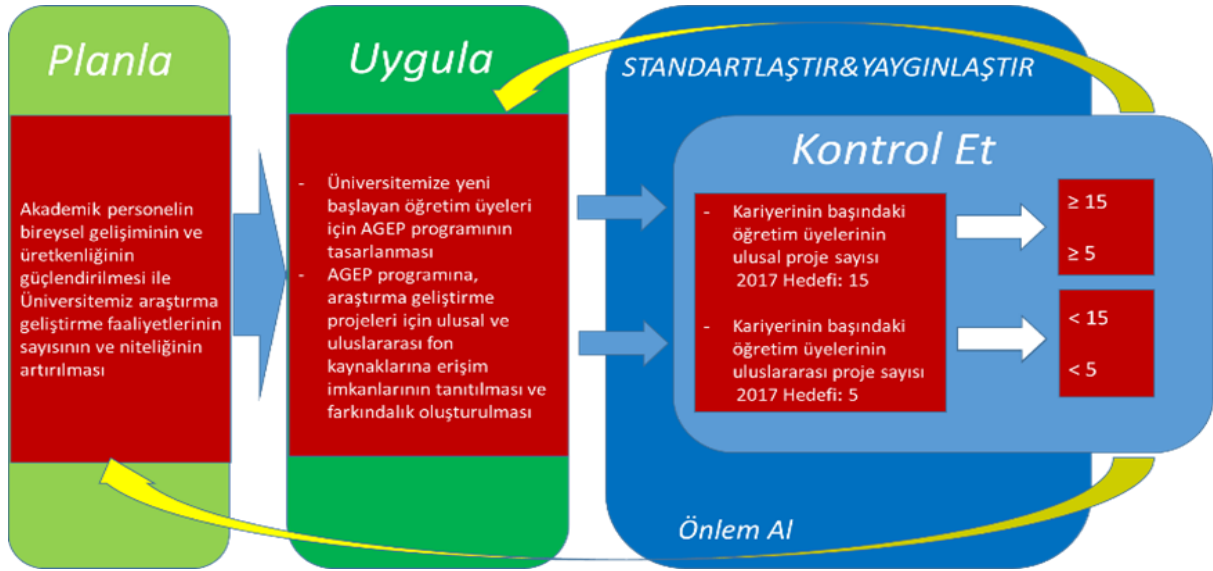 Planla
Akademik personelin
bireysel gelişiminin ve
üretkenliğinin
güçlendirilmesi ile
Üniversitemiz araştırma
geliştirme faaliyetlerinin
sayısının ve niteliğinin
artırılması
Uygula
- Üniversitemize yeni
başlayan öğretim üyeleri
için AGEP programının
tasarlanması
- AGEP programına,
araştırma geliştirme
projeleri için ulusal ve
uluslararası fon
kaynaklarına erişim
imkanlarının tanıtılması ve
farkındalık oluşturulması
STANDARTLAŞTIR&YAYGINLAŞTIR
Kontrol Et
- Kariyerinin başındaki
öğretim üyelerinin
ulusal proje sayısı
2017 Hedefi: 15
- Kariyerinin başındaki
öğretim üyelerinin
uluslararası proje sayısı
2017 Hedefi: 5
≥ 15
≥ 5
< 15
< 5
Önlem Al